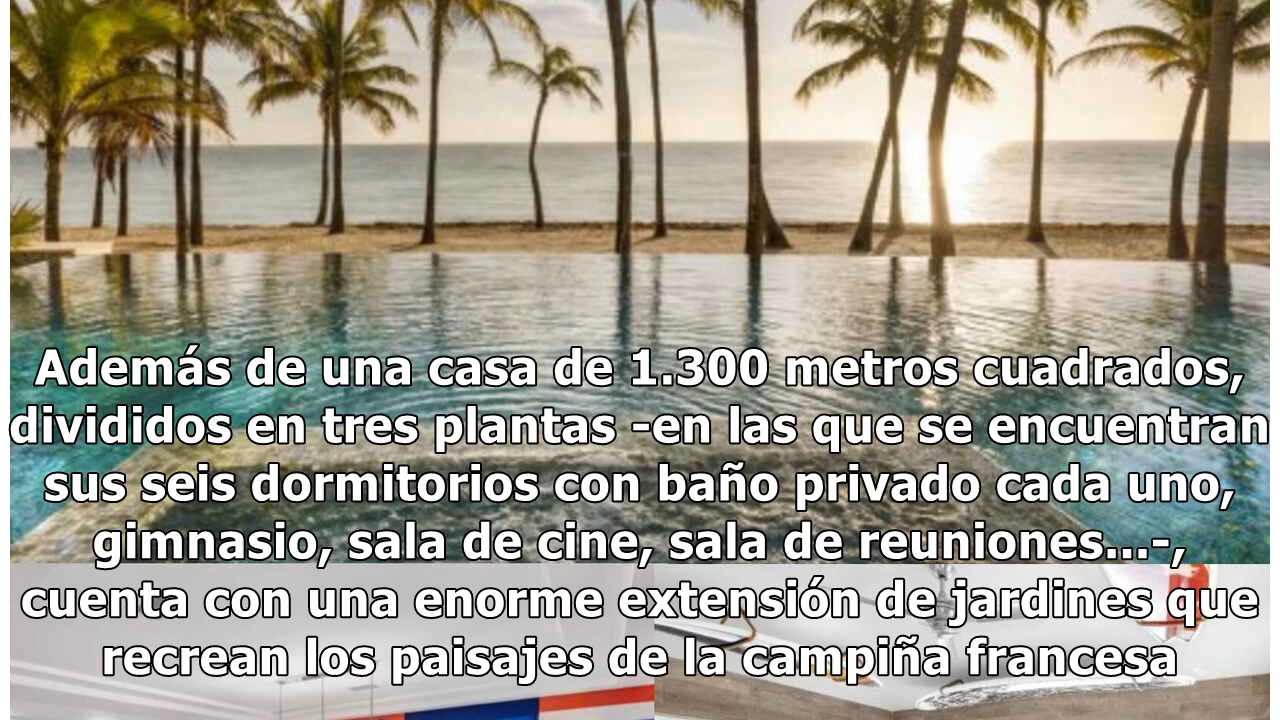 Además de una casa de 1.300 metros cuadrados,
divididos en tres plantas -en las que se encuentran
sus seis dormitorios con baño privado cada uno,
gimnasio, sala de cine, sala de reuniones...-,
cuenta con una enorme extensión de jardines que
recrean los paisajes de la campiña francesa